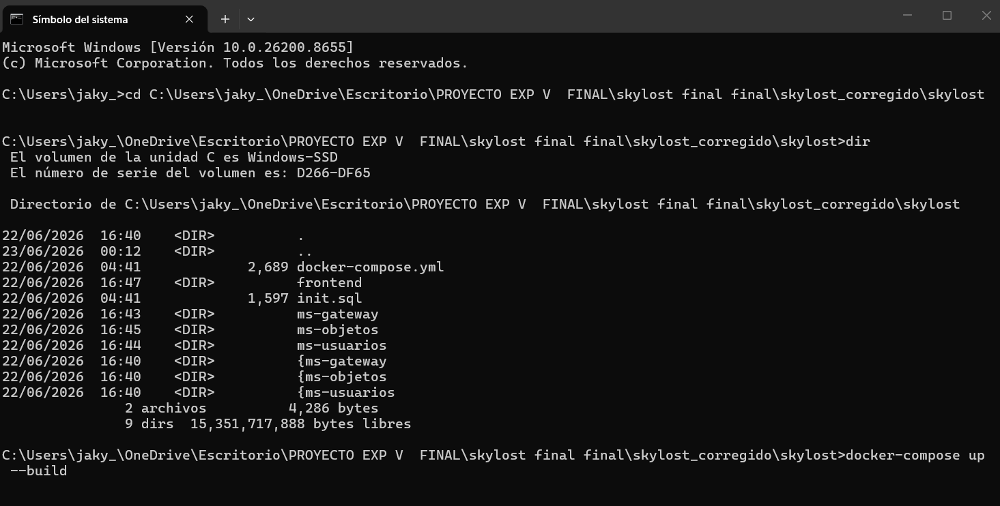 Símbolo del sistema
Microsoft Windows [Versión 10.0.26200.8655]
(c) Microsoft Corporation. Todos los derechos reservados.
C:\Users\jaky_>cd C:\Users\jaky_\OneDrive\Escritorio\PROYECTO EXP V  FINAL\skylost final final\skylost_corregido\skylost
C:\Users\jaky_\OneDrive\Escritorio\PROYECTO EXP V  FINAL\skylost final final\skylost_corregido\skylost>dir
 El volumen de la unidad C es Windows-SSD
 El número de serie del volumen es: D266-DF65
 Directorio de C:\Users\jaky_\OneDrive\Escritorio\PROYECTO EXP V  FINAL\skylost final final\skylost_corregido\skylost
22/06/2026  16:40    <DIR>          .
23/06/2026  00:12    <DIR>          ..
22/06/2026  04:41             2,689 docker-compose.yml
22/06/2026  16:47    <DIR>          frontend
22/06/2026  04:41             1,597 init.sql
22/06/2026  16:43    <DIR>          ms-gateway
22/06/2026  16:45    <DIR>          ms-objetos
22/06/2026  16:44    <DIR>          ms-usuarios
22/06/2026  16:40    <DIR>          {ms-gateway
22/06/2026  16:40    <DIR>          {ms-objetos
22/06/2026  16:40    <DIR>          {ms-usuarios
               2 archivos          4,286 bytes
               9 dirs  15,351,717,888 bytes libres
C:\Users\jaky_\OneDrive\Escritorio\PROYECTO EXP V  FINAL\skylost final final\skylost_corregido\skylost>docker-compose up
 --build